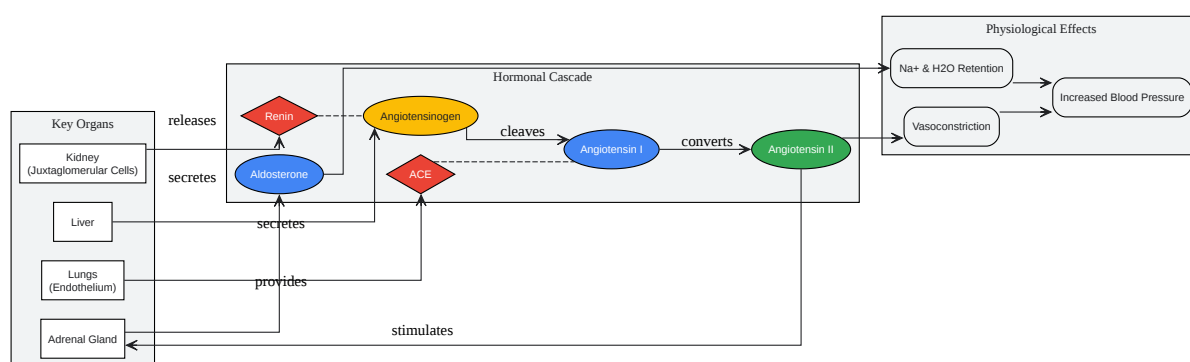 Physiological Effects
Na+ & H2O Retention
Increased Blood Pressure
Vasoconstriction
Hormonal Cascade
Renin
Angiotensinogen
cleaves
Angiotensin I
converts
Angiotensin II
Aldosterone
ACE
Key Organs
releases
Kidney
(Juxtaglomerular Cells)
secretes
Liver
secretes
Lungs
(Endothelium)
provides
Adrenal Gland
stimulates